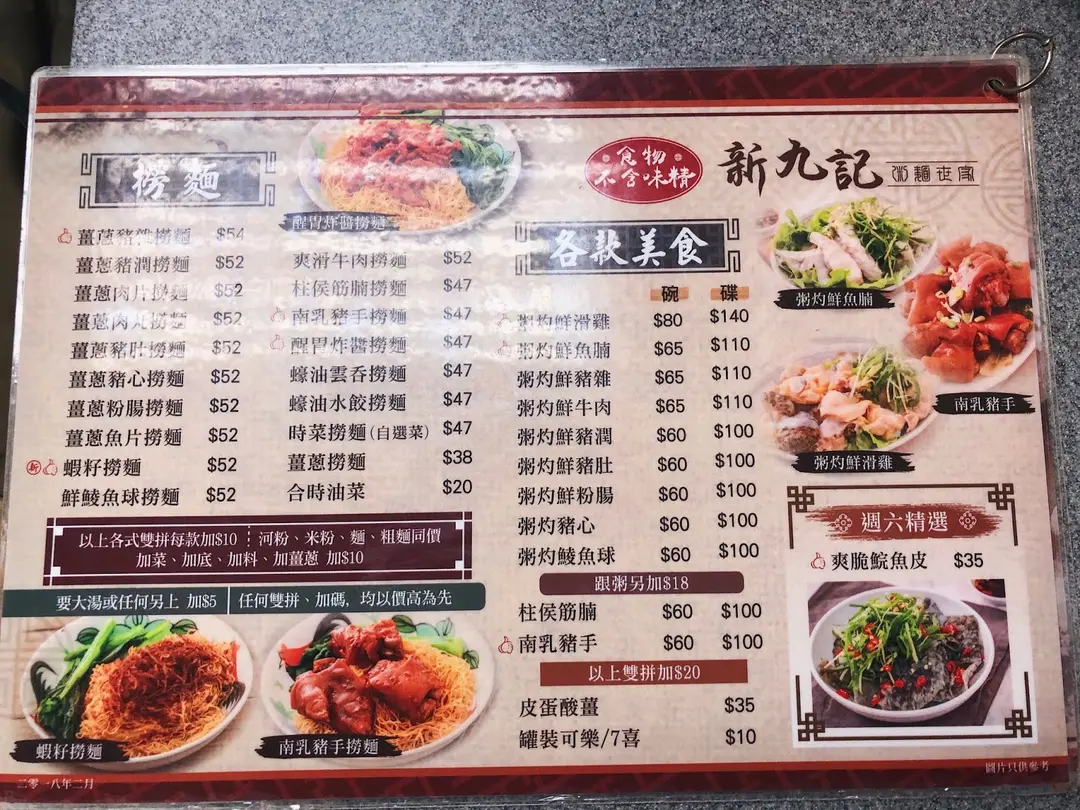 食物
不含味精
新九記 粥麵世家
撈麵
醒胃炸醬撈麵
薑蔥豬雜撈麵 $54
薑蔥豬潤撈麵 $52
薑蔥肉片撈麵 $52
薑蔥肉丸撈麵 $52
薑蔥豬肚撈麵 $52
薑蔥豬心撈麵 $52
薑蔥粉腸撈麵 $52
薑蔥魚片撈麵 $52
新 蝦籽撈麵 $52
鮮鯪魚球撈麵 $52
爽滑牛肉撈麵 $52
柱侯筋腩撈麵 $47
南乳豬手撈麵 $47
醒胃炸醬撈麵 $47
蠔油雲吞撈麵 $47
蠔油水餃撈麵 $47
時菜撈麵(自選菜) $47
薑蔥撈麵 $38
合時油菜 $20
以上各式雙拼每款加$10 河粉、米粉、麵、粗麵同價
加菜、加底、加料、加薑蔥 加$10
要大湯或任何另上 加$5 任何雙拼、加碼, 均以價高為先
蝦籽撈麵
南乳豬手撈麵
二零一八年二月
各款美食
碗 碟
粥灼鮮滑雞 $80 $140
粥灼鮮魚腩 $65 $110
粥灼鮮豬雜 $65 $110
粥灼鮮牛肉 $65 $110
粥灼鮮豬潤 $60 $100
粥灼鮮豬肚 $60 $100
粥灼鮮粉腸 $60 $100
粥灼豬心 $60 $100
粥灼鯪魚球 $60 $100
跟粥另加$18
柱侯筋腩 $60 $100
南乳豬手 $60 $100
以上雙拼加$20
皮蛋酸薑 $35
罐裝可樂/7喜 $10
粥灼鮮魚腩
南乳豬手
粥灼鮮滑雞
週六精選
爽脆鯇魚皮 $35
圖片只供參考